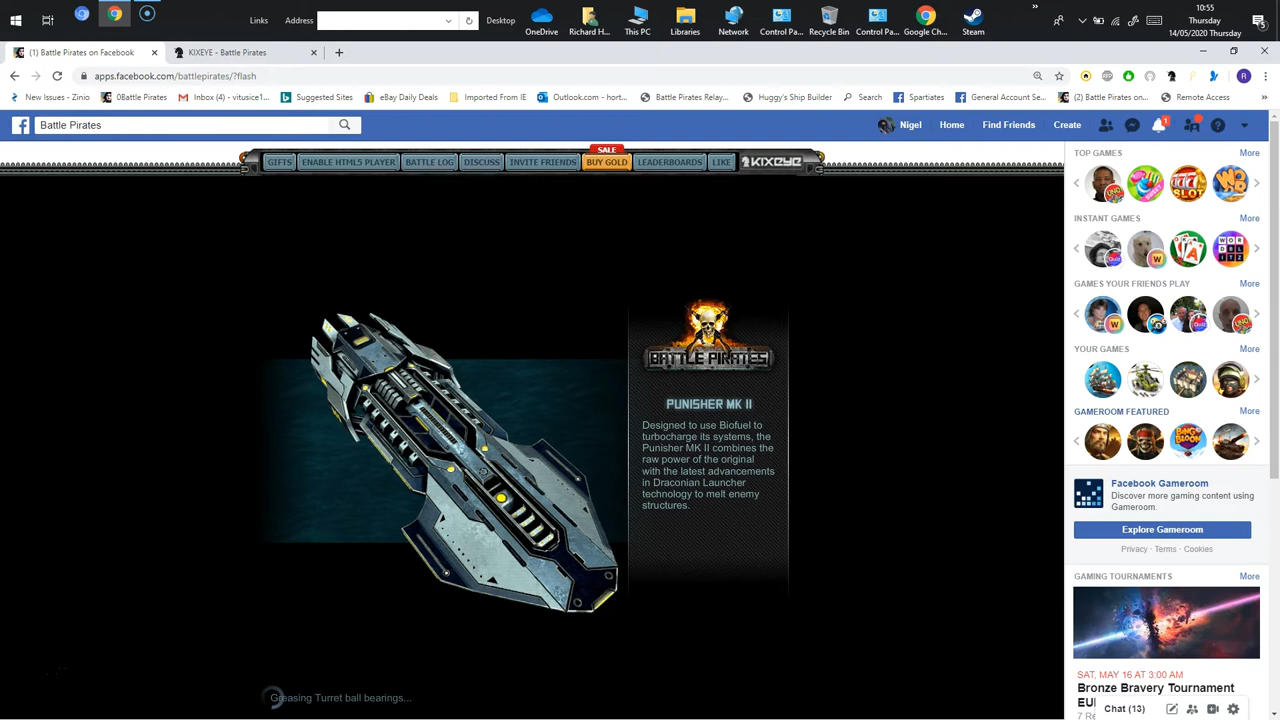 10:55
Thursday
14/05/2020 Thursday
Links
Address
Desktop
OneDrive
Richard H...
This PC
Libraries
Network
Control Pa...
Recycle Bin
Control Pa...
Google Ch...
Steam
(1) Battle Pirates on Facebook
KIXEYE - Battle Pirates
apps.facebook.com/battlepirates/?flash
New Issues - Zinio
0Battle Pirates
Inbox (4) - vitusice1...
Suggested Sites
eBay Daily Deals
Imported From IE
Outlook.com - hort...
Battle Pirates Relay...
Huggy's Ship Builder
Search
Spartiates
General Account Se...
(2) Battle Pirates on...
Remote Access
Battle Pirates
Nigel
Home
Find Friends
Create
1
SALE
GIFTS
ENABLE HTML5 PLAYER
BATTLE LOG
DISCUSS
INVITE FRIENDS
BUY GOLD
LEADERBOARDS
LIKE
KIXEYE
BATTLE PIRATES
PUNISHER MK II
Designed to use Biofuel to
turbocharge its systems, the
Punisher MK II combines the
raw power of the original
with the latest advancements
in Draconian Launcher
technology to melt enemy
structures.
Greasing Turret ball bearings...
TOP GAMES
More
INSTANT GAMES
More
GAMES YOUR FRIENDS PLAY
More
YOUR GAMES
More
GAMEROOM FEATURED
More
Facebook Gameroom
Discover more gaming content using
Gameroom.
Explore Gameroom
Privacy · Terms · Cookies
GAMING TOURNAMENTS
More
SAT, MAY 16 AT 3:00 AM
Bronze Bravery Tournament
Chat (13)